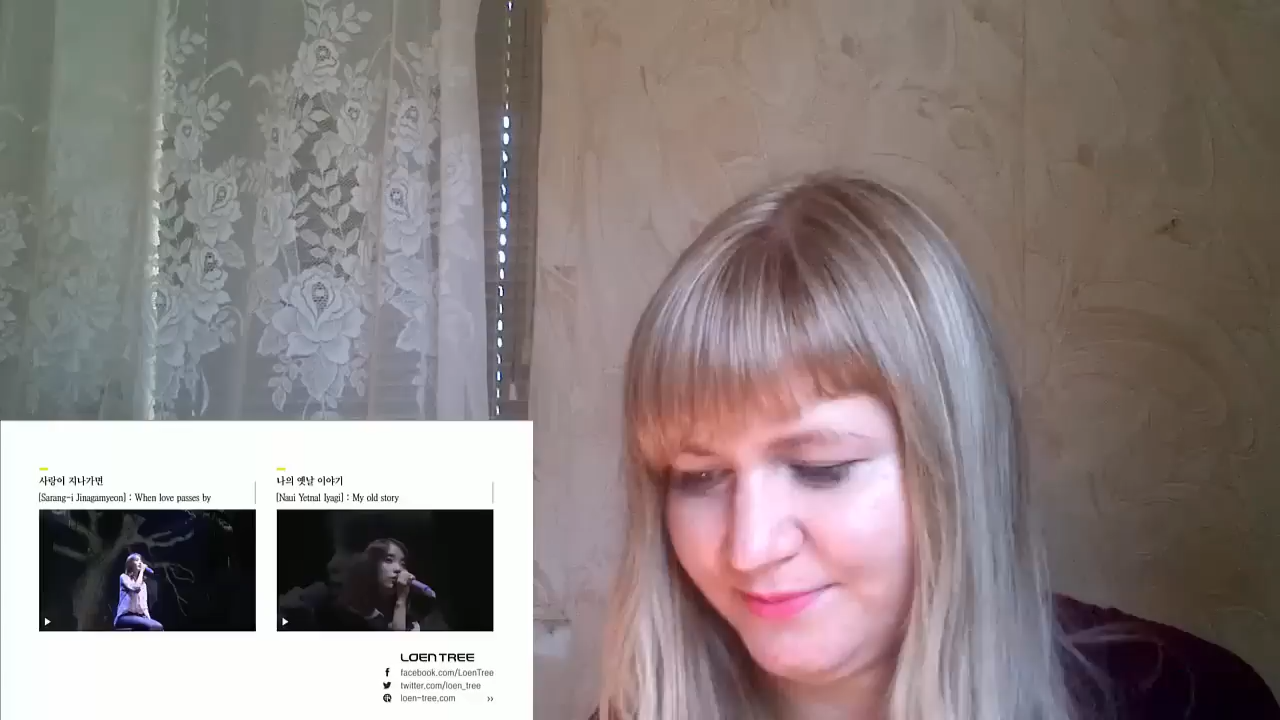 사랑이 지나가면
[Sarang-i Jinagamyeon] : When love passes by
나의 옛날 이야기
[Naui Yetnal Iyagi] : My old story
LOEN TREE
facebook.com/LoenTree
twitter.com/loen_tree
loen-tree.com ››